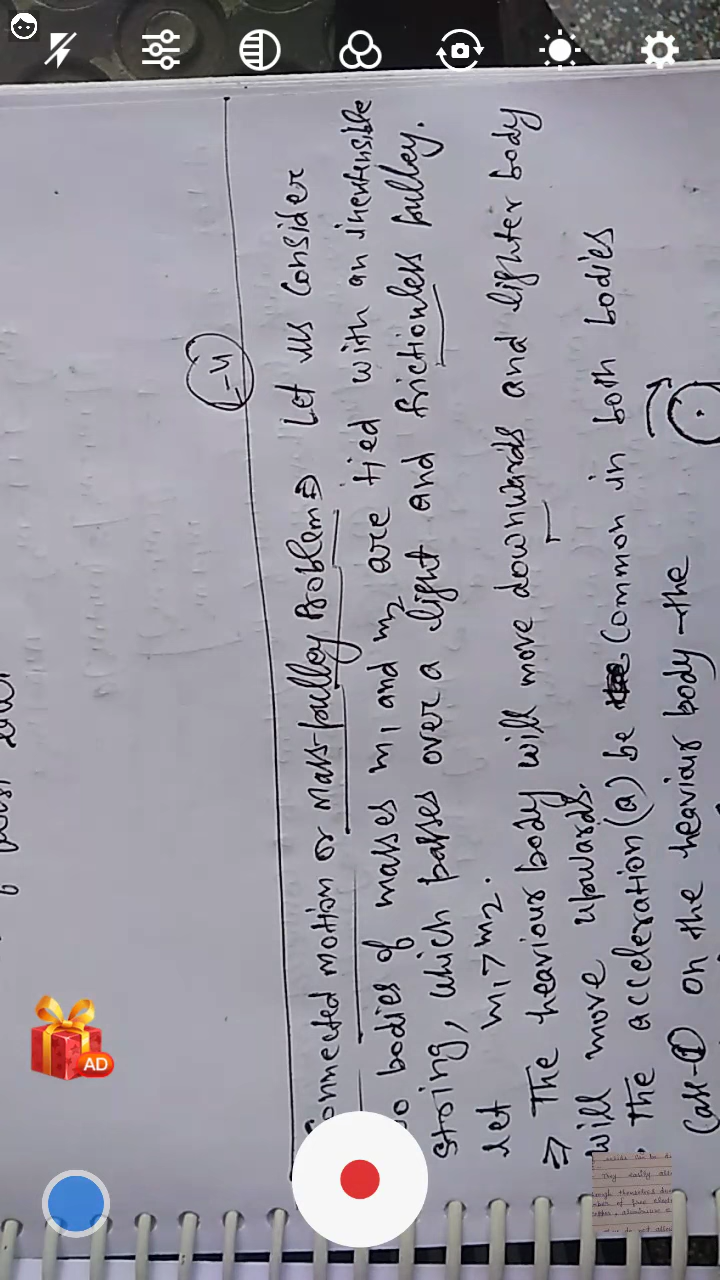 L-4
Connected motion or Mass-pulley Problem ⇒ Let us Consider
two bodies of masses m1 and m2 are tied with an inextensible
string, which passes over a light and frictionless pulley.
let m1 > m2.
⇒ The heaviour body will move downwards and lighter body
will move upwards.
. The acceleration (a) be Common in both bodies
Case-① on the heaviour body the
AD